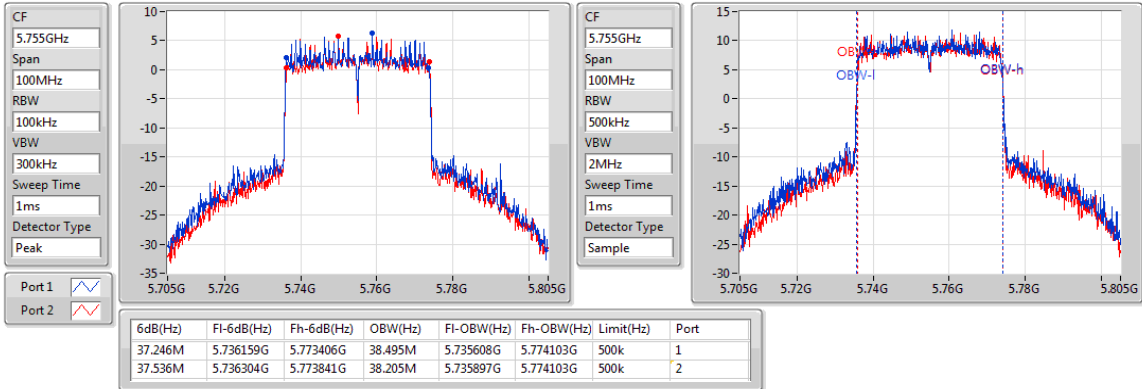 CF
5.755GHz
Span
100MHz
RBW
100kHz
VBW
300kHz
Sweep Time
1ms
Detector Type
Peak
Port 1
Port 2
10
5
0
-5
-10
-15
-20
-25
-30
-35
5.705G 5.72G 5.74G 5.76G 5.78G 5.805G
CF
5.755GHz
Span
100MHz
RBW
500kHz
VBW
2MHz
Sweep Time
1ms
Detector Type
Sample
15
10
5
0
-5
-10
-15
-20
-25
-30
OBW-l
OBW-h
5.705G 5.72G 5.74G 5.76G 5.78G 5.805G
6dB(Hz) Fl-6dB(Hz) Fh-6dB(Hz) OBW(Hz) Fl-OBW(Hz) Fh-OBW(Hz) Limit(Hz) Port
37.246M 5.736159G 5.773406G 38.495M 5.735608G 5.774103G 500k 1
37.536M 5.736304G 5.773841G 38.205M 5.735897G 5.774103G 500k 2